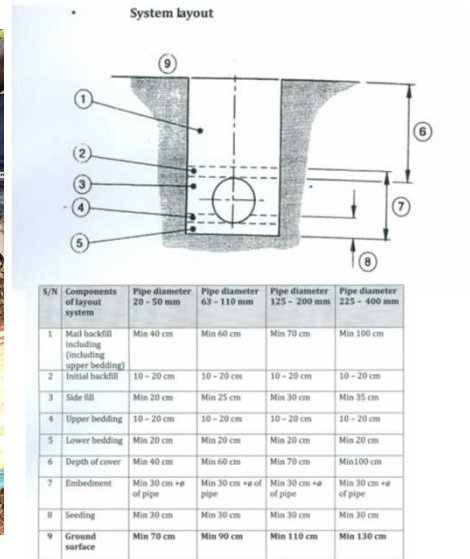 • System layout
9
1
2
3
4
5
6
7
8
S/N Components of layout system Pipe diameter 20 – 50 mm Pipe diameter 63 – 110 mm Pipe diameter 125 – 200 mm Pipe diameter 225 – 400 mm
1 Mail backfill including (including upper bedding) Min 40 cm Min 60 cm Min 70 cm Min 100 cm
2 Initial backfill 10 – 20 cm 10 – 20 cm 10 – 20 cm 10 – 20 cm
3 Side fill Min 20 cm Min 25 cm Min 30 cm Min 35 cm
4 Upper bedding 10 – 20 cm 10 – 20 cm 10 – 20 cm 10 – 20 cm
5 Lower bedding Min 20 cm Min 20 cm Min 20 cm Min 20 cm
6 Depth of cover Min 40 cm Min 60 cm Min 70 cm Min100 cm
7 Embedment Min 30 cm +ø of pipe Min 30 cm +ø of pipe Min 30 cm +ø of pipe Min 30 cm +ø of pipe
8 Seeding Min 30 cm Min 30 cm Min 30 cm Min 30 cm
9 Ground surface Min 70 cm Min 90 cm Min 110 cm Min 130 cm